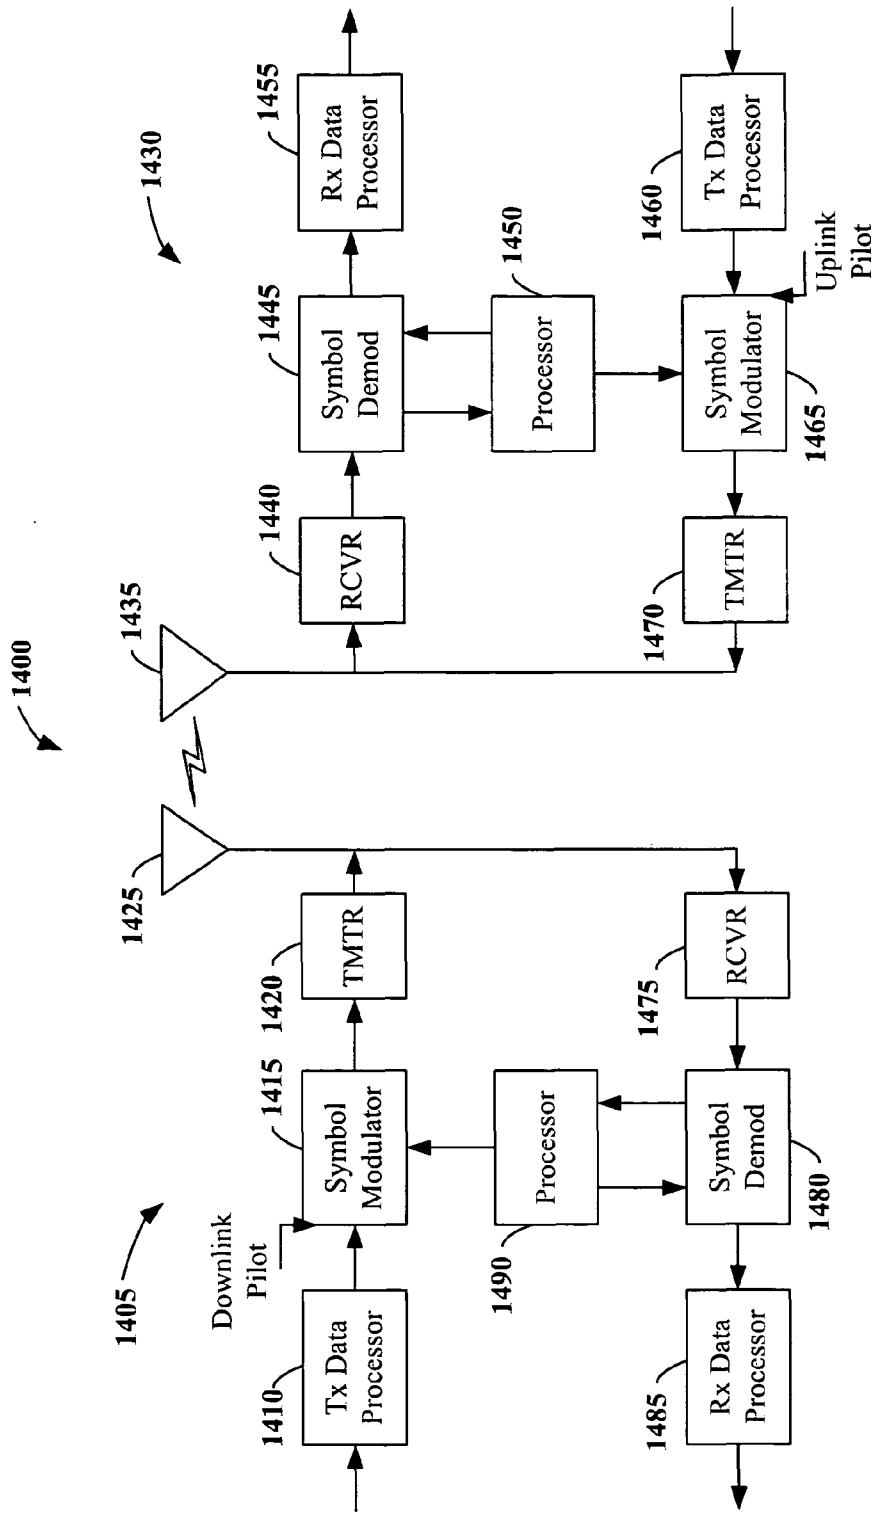 1400
1405
1430
1425
1435
Downlink
Pilot
1410
Tx Data
Processor
1415
Symbol
Modulator
1420
TMTR
1440
RCVR
1445
Symbol
Demod
1455
Rx Data
Processor
1490
Processor
1450
Processor
1485
Rx Data
Processor
1480
Symbol
Demod
1475
RCVR
1470
TMTR
1465
Symbol
Modulator
1460
Tx Data
Processor
Uplink
Pilot